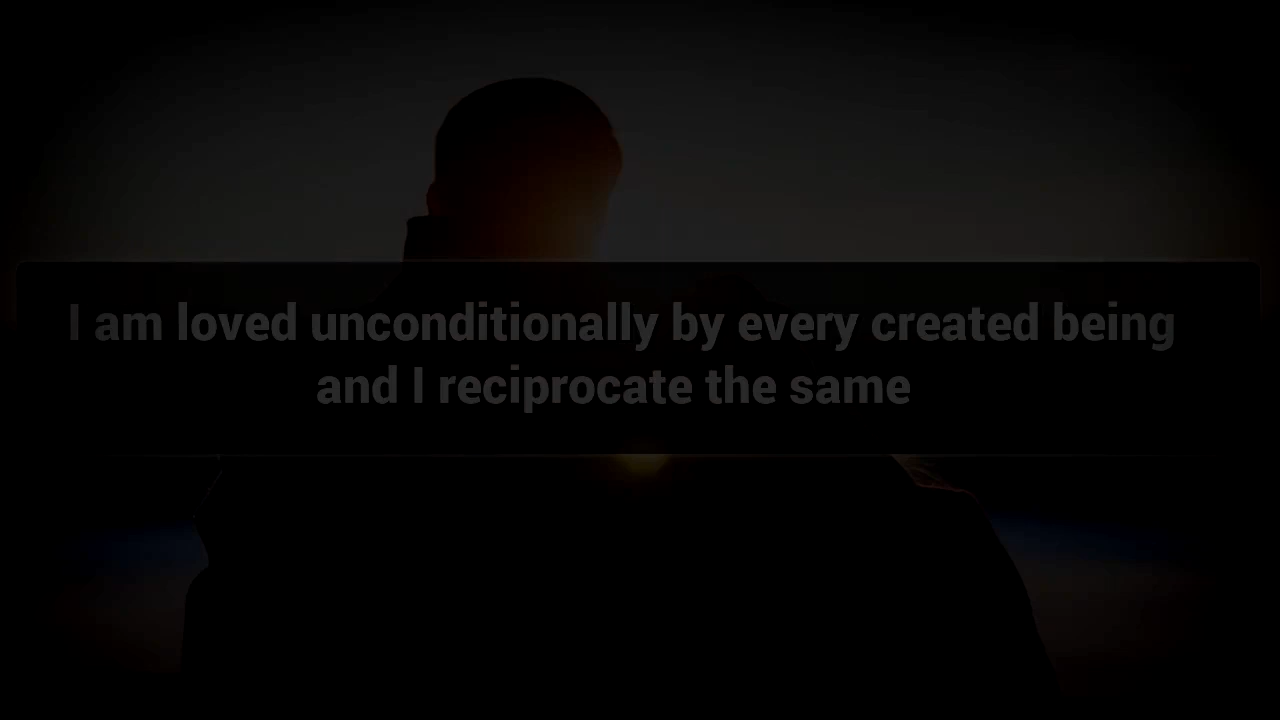 I am loved unconditionally by every created being
and I reciprocate the same